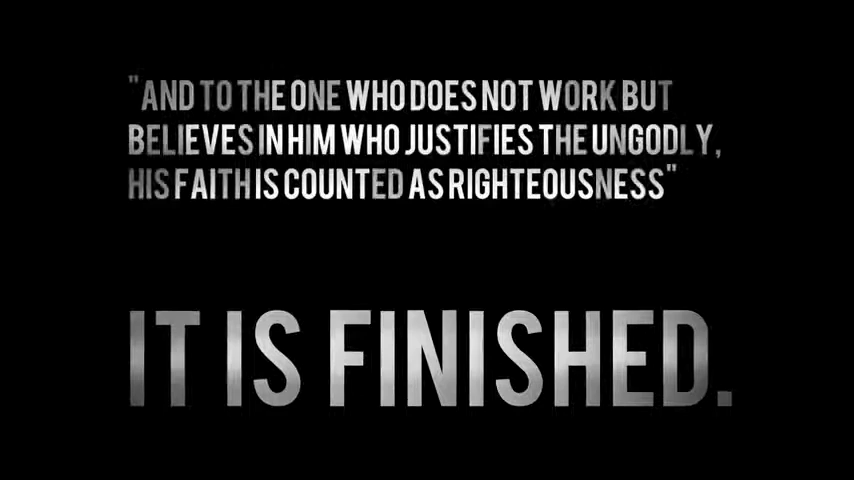 "AND TO THE ONE WHO DOES NOT WORK BUT
BELIEVES IN HIM WHO JUSTIFIES THE UNGODLY,
HIS FAITH IS COUNTED AS RIGHTEOUSNESS"
IT IS FINISHED.